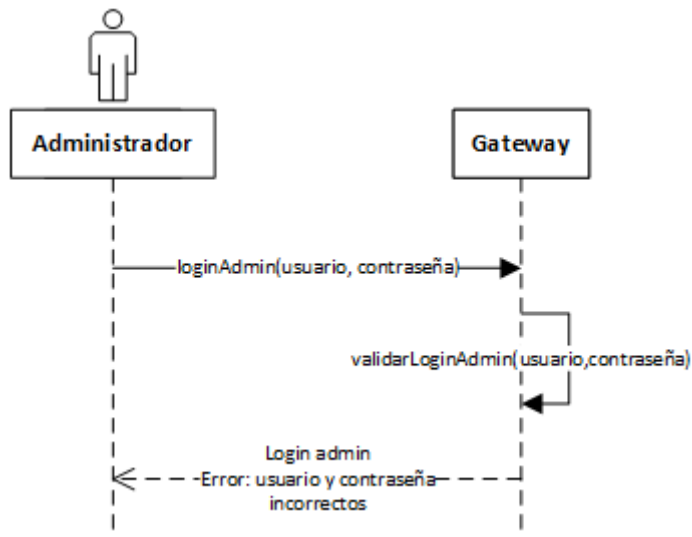 Administrador
Gateway
loginAdmin(usuario, contraseña)
validarLoginAdmin(usuario,contraseña)
Login admin
Error: usuario y contraseña
incorrectos